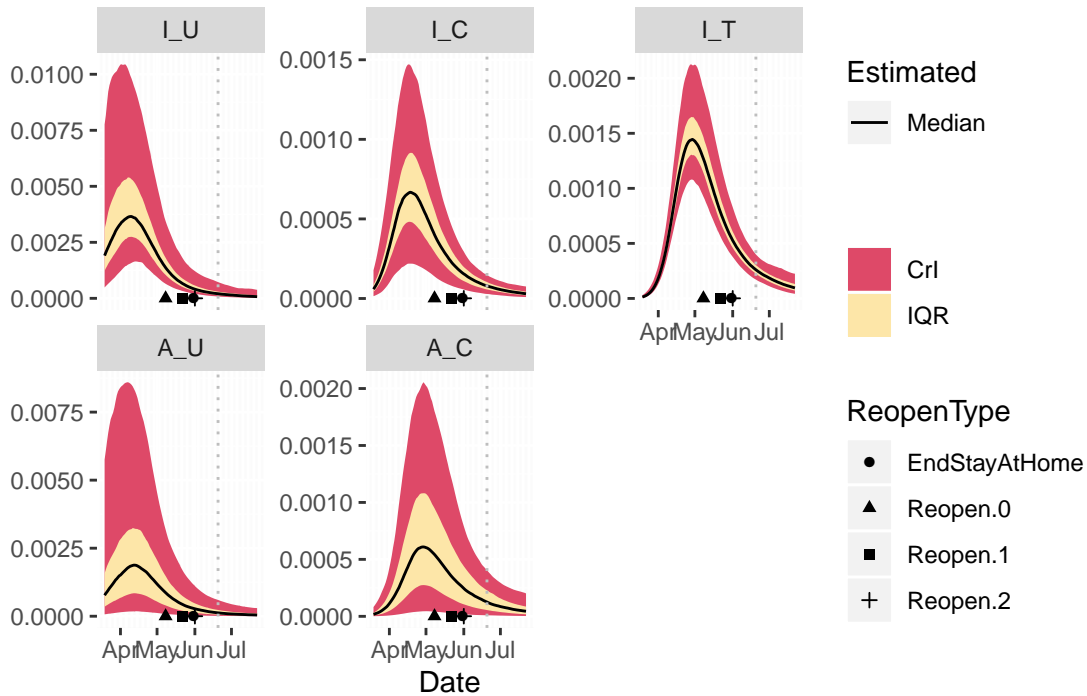 I_U
I_C
I_T
0.0100
0.0075
0.0050
0.0025
0.0000
0.0015
0.0010
0.0005
0.0000
0.0020
0.0015
0.0010
0.0005
0.0000
Apr May Jun Jul
A_U
A_C
0.0075
0.0050
0.0025
0.0000
Apr May Jun Jul
0.0020
0.0015
0.0010
0.0005
0.0000
Apr May Jun Jul
Date
Estimated
Median
CrI
IQR
ReopenType
EndStayAtHome
Reopen.0
Reopen.1
Reopen.2